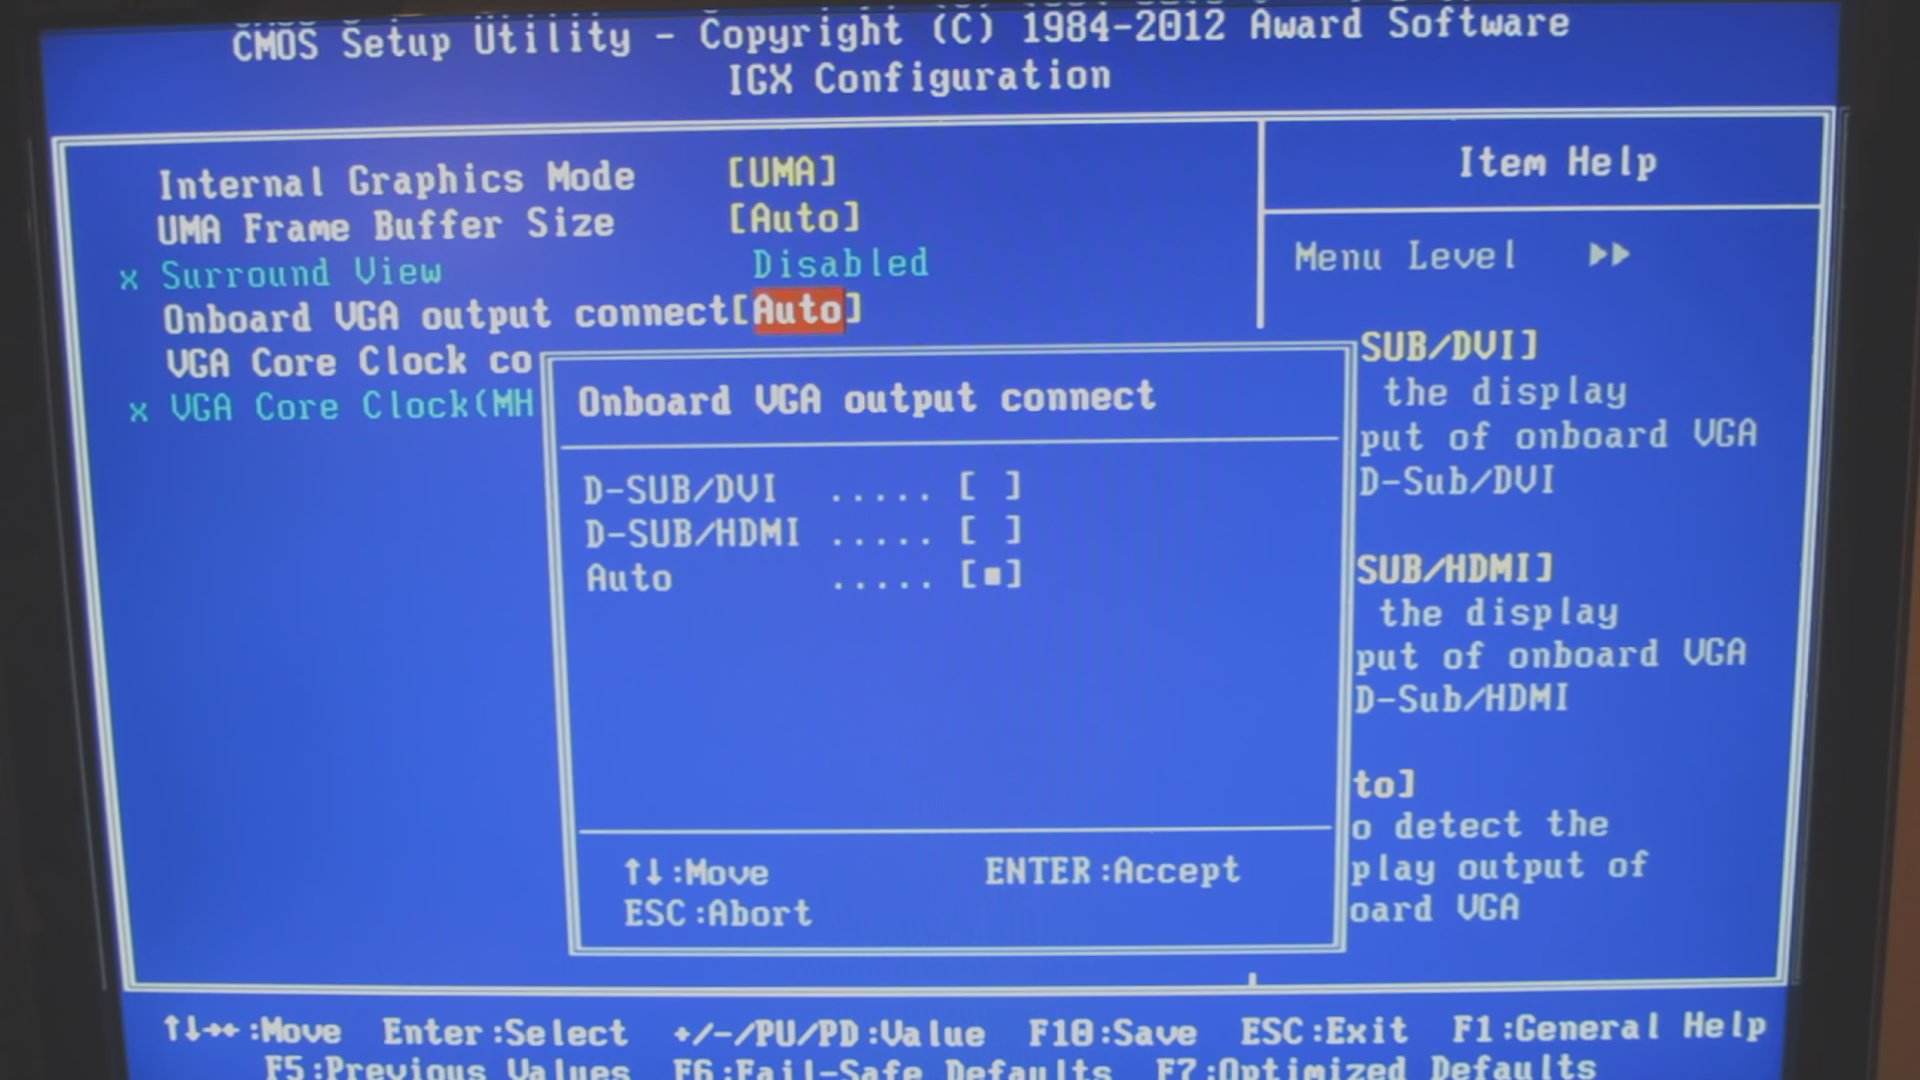 CMOS Setup Utility - Copyright (C) 1984-2012 Award Software
IGX Configuration
Internal Graphics Mode [UMA]
UMA Frame Buffer Size [Auto]
x Surround View Disabled
Onboard VGA output connect[Auto]
VGA Core Clock co
x VGA Core Clock(MH
Onboard VGA output connect
D-SUB/DVI ..... [ ]
D-SUB/HDMI ..... [ ]
Auto ..... [■]
↑↓:Move ENTER:Accept
ESC:Abort
Item Help
Menu Level ▶▶
SUB/DVI]
the display
put of onboard VGA
D-Sub/DVI
SUB/HDMI]
the display
put of onboard VGA
D-Sub/HDMI
to]
o detect the
play output of
oard VGA
↑↓→←:Move Enter:Select +/-/PU/PD:Value F10:Save ESC:Exit F1:General Help
F5:Previous Values F6:Fail-Safe Defaults F7:Optimized Defaults